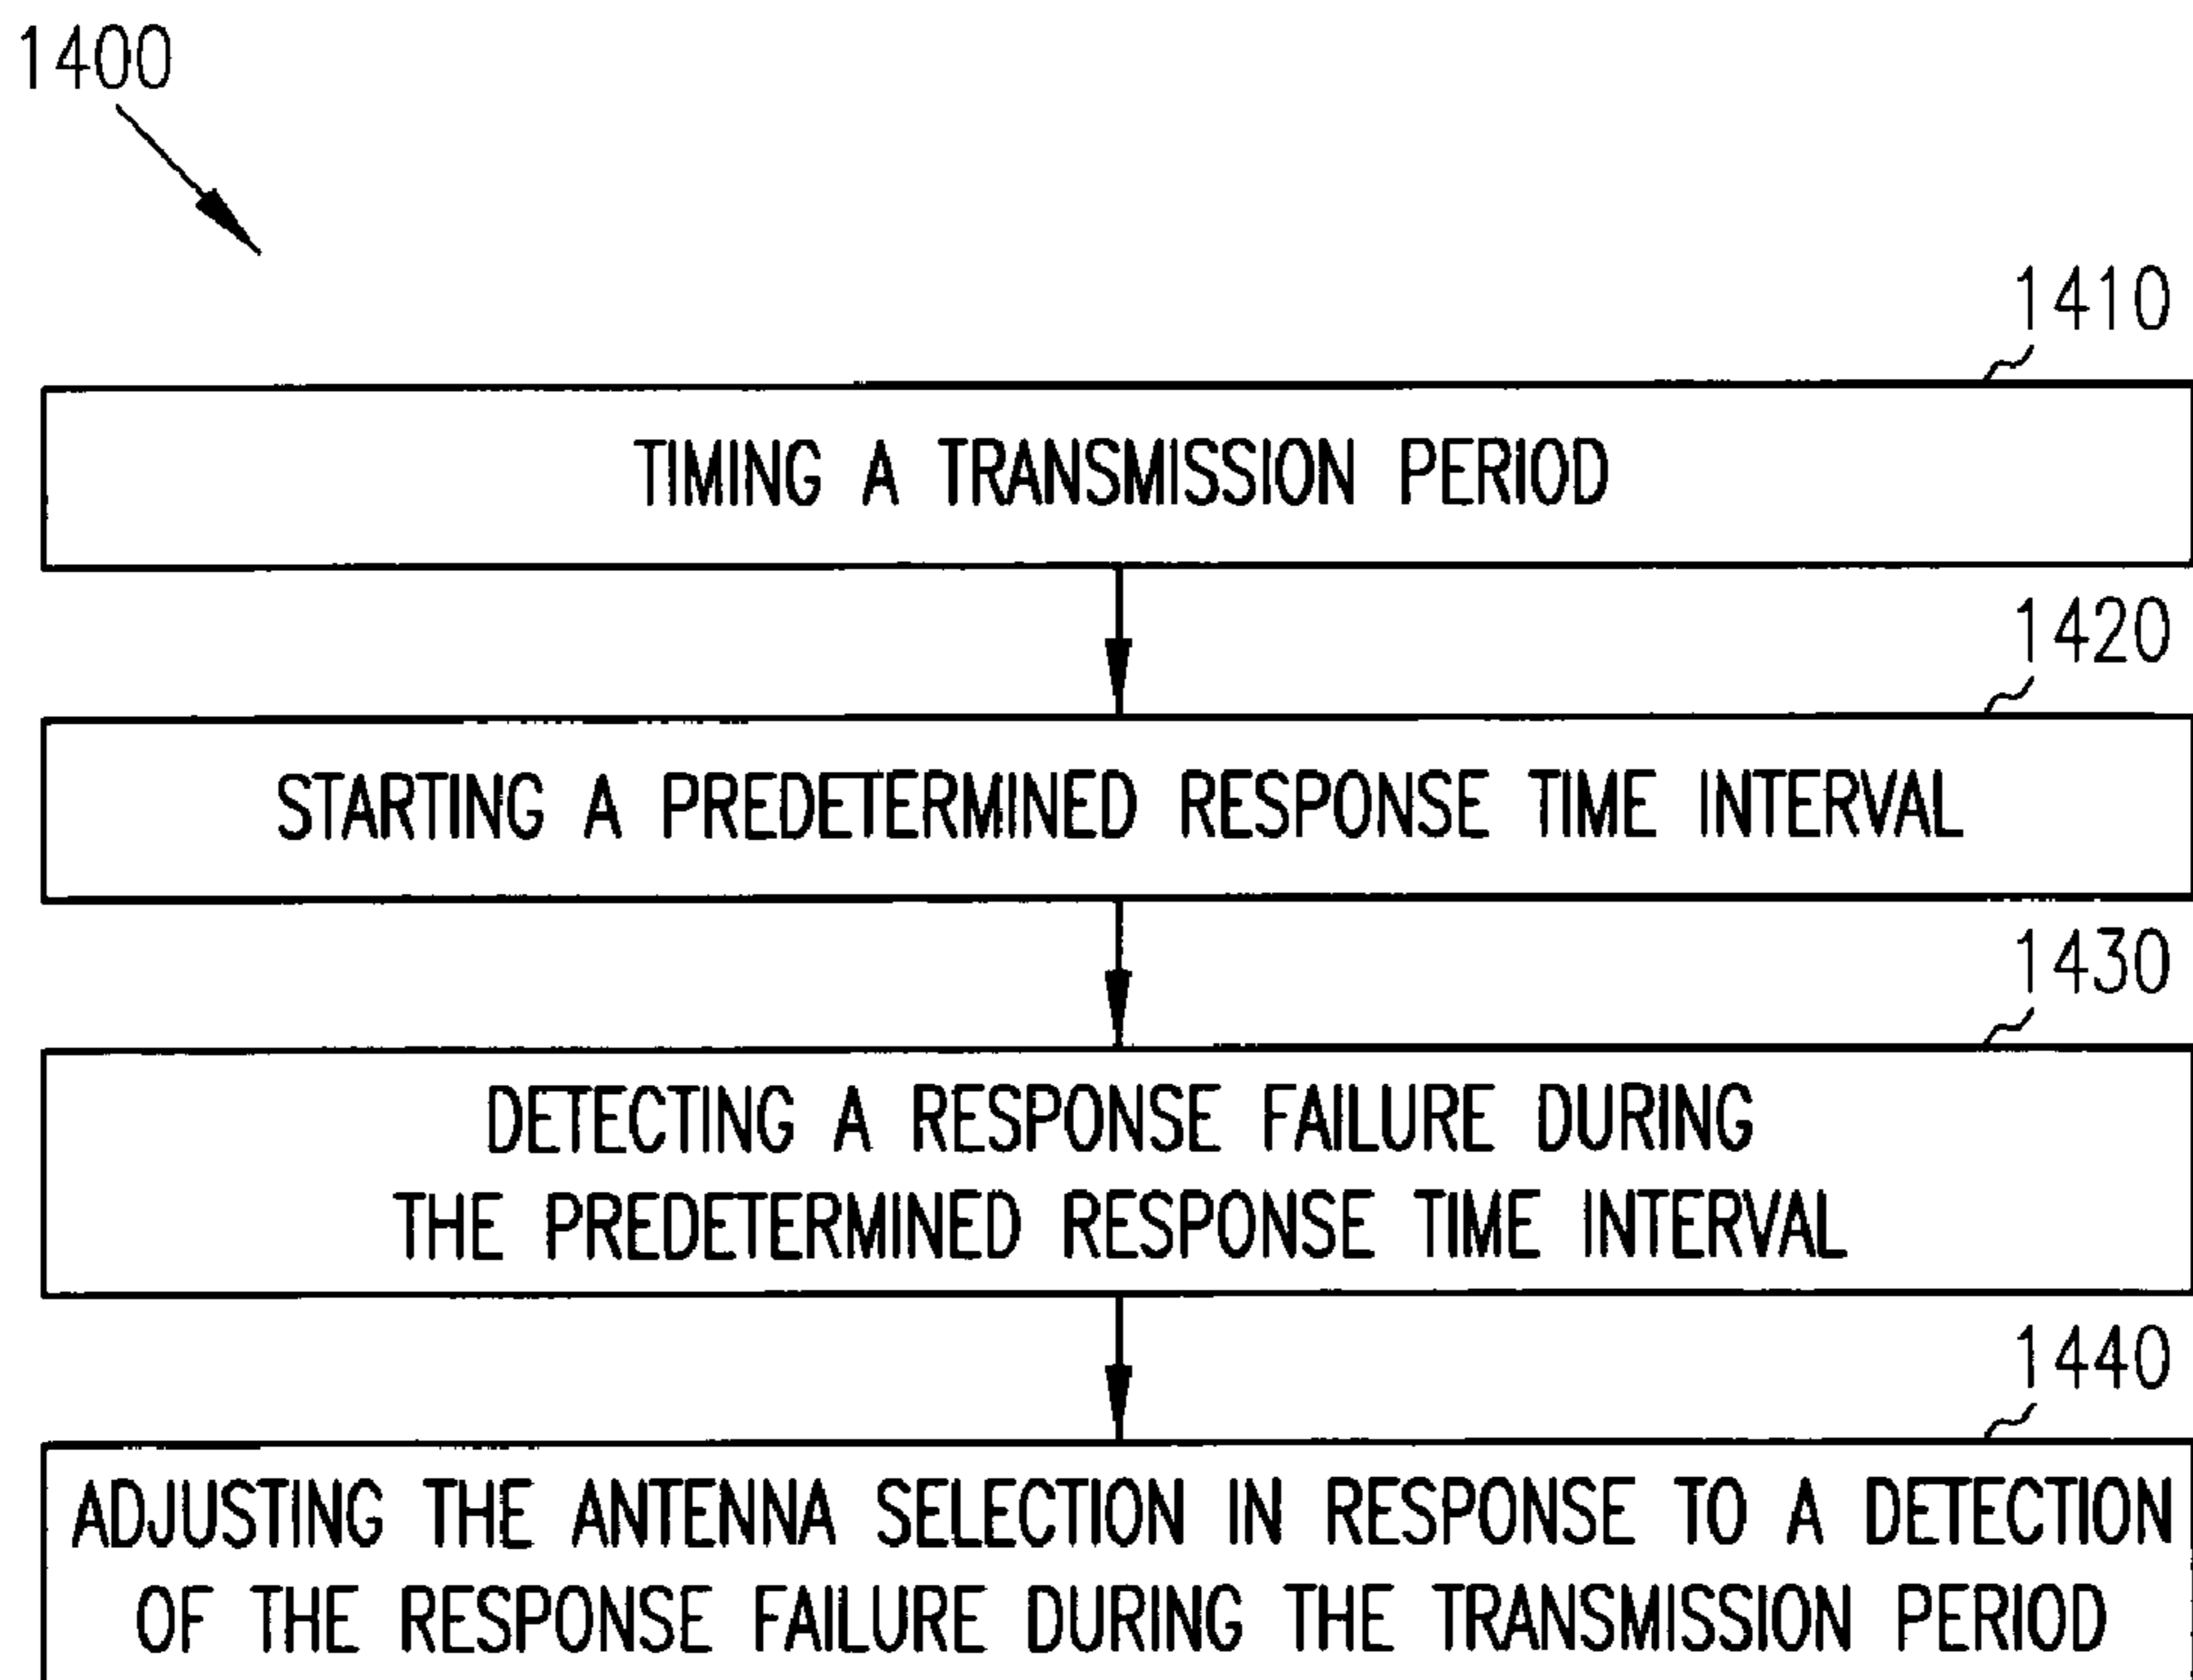 1400
1410
TIMING A TRANSMISSION PERIOD
1420
STARTING A PREDETERMINED RESPONSE TIME INTERVAL
1430
DETECTING A RESPONSE FAILURE DURING
THE PREDETERMINED RESPONSE TIME INTERVAL
1440
ADJUSTING THE ANTENNA SELECTION IN RESPONSE TO A DETECTION
OF THE RESPONSE FAILURE DURING THE TRANSMISSION PERIOD